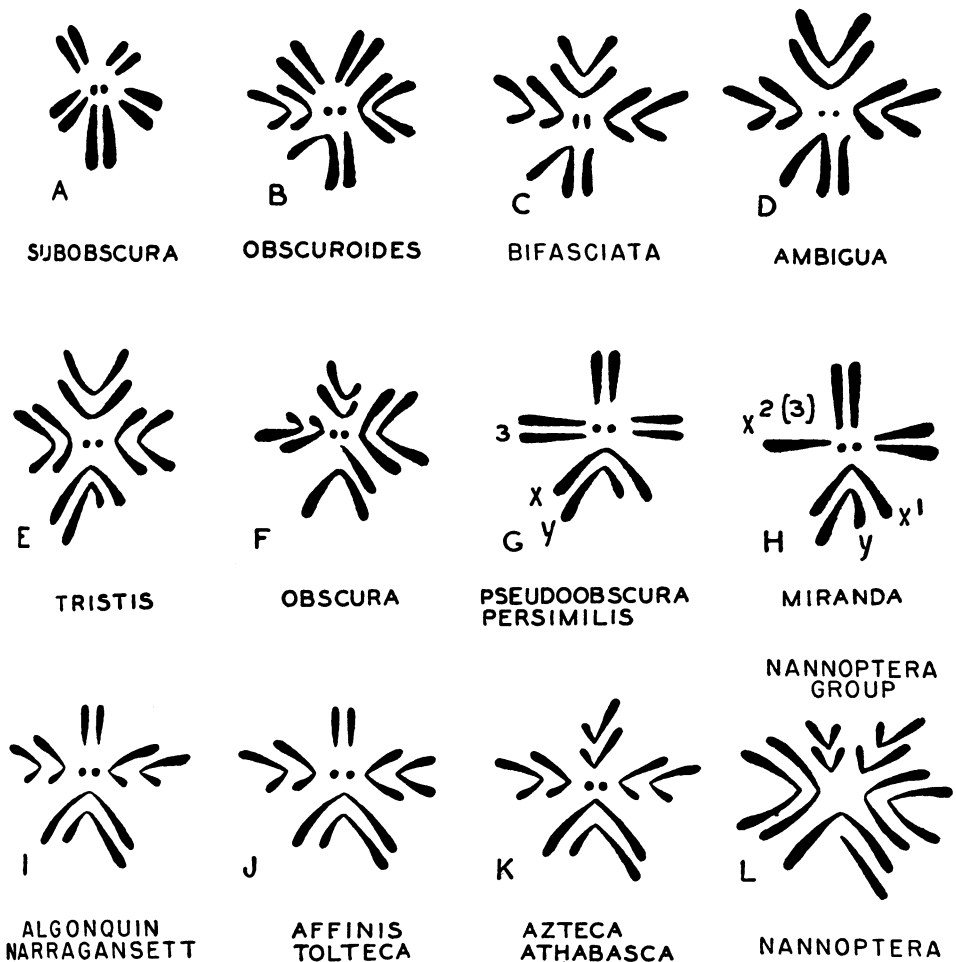 A
B
C
D
SUBOBSCURA
OBSCUROIDES
BIFASCIATA
AMBIGUA
E
F
3
X
Y
G
X2(3)
X1
Y
H
TRISTIS
OBSCURA
PSEUDOOBSCURA
PERSIMILIS
MIRANDA
NANNOPTERA
GROUP
I
J
K
L
ALGONQUIN
NARRAGANSETT
AFFINIS
TOLTECA
AZTECA
ATHABASCA
NANNOPTERA